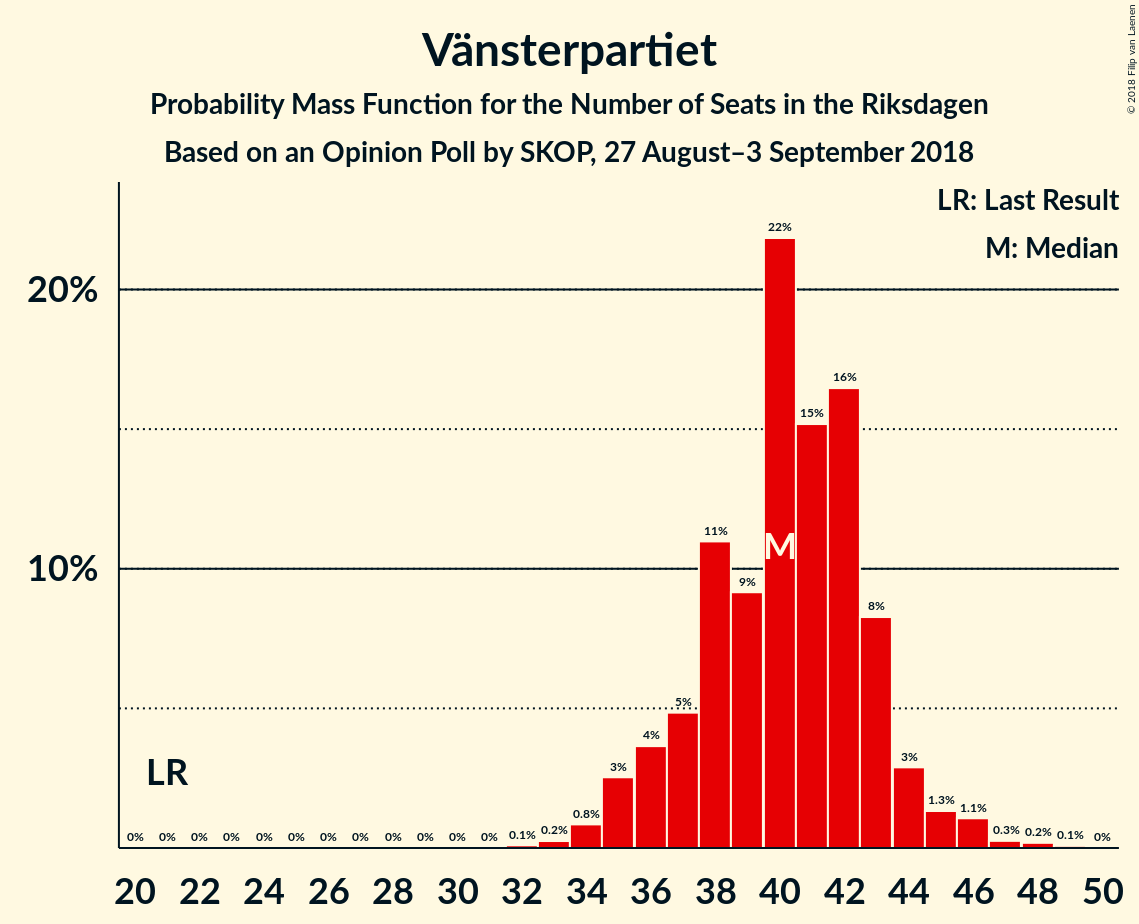 © 2018 Filip van Laenen
Vänsterpartiet
Probability Mass Function for the Number of Seats in the Riksdagen
Based on an Opinion Poll by SKOP, 27 August–3 September 2018
LR: Last Result
M: Median
20%
10%
LR
M
0% 0% 0% 0% 0% 0% 0% 0% 0% 0% 0% 0% 0.1% 0.2% 0.8% 3% 4% 5% 11% 9% 22% 15% 16% 8% 3% 1.3% 1.1% 0.3% 0.2% 0.1% 0%
20 22 24 26 28 30 32 34 36 38 40 42 44 46 48 50